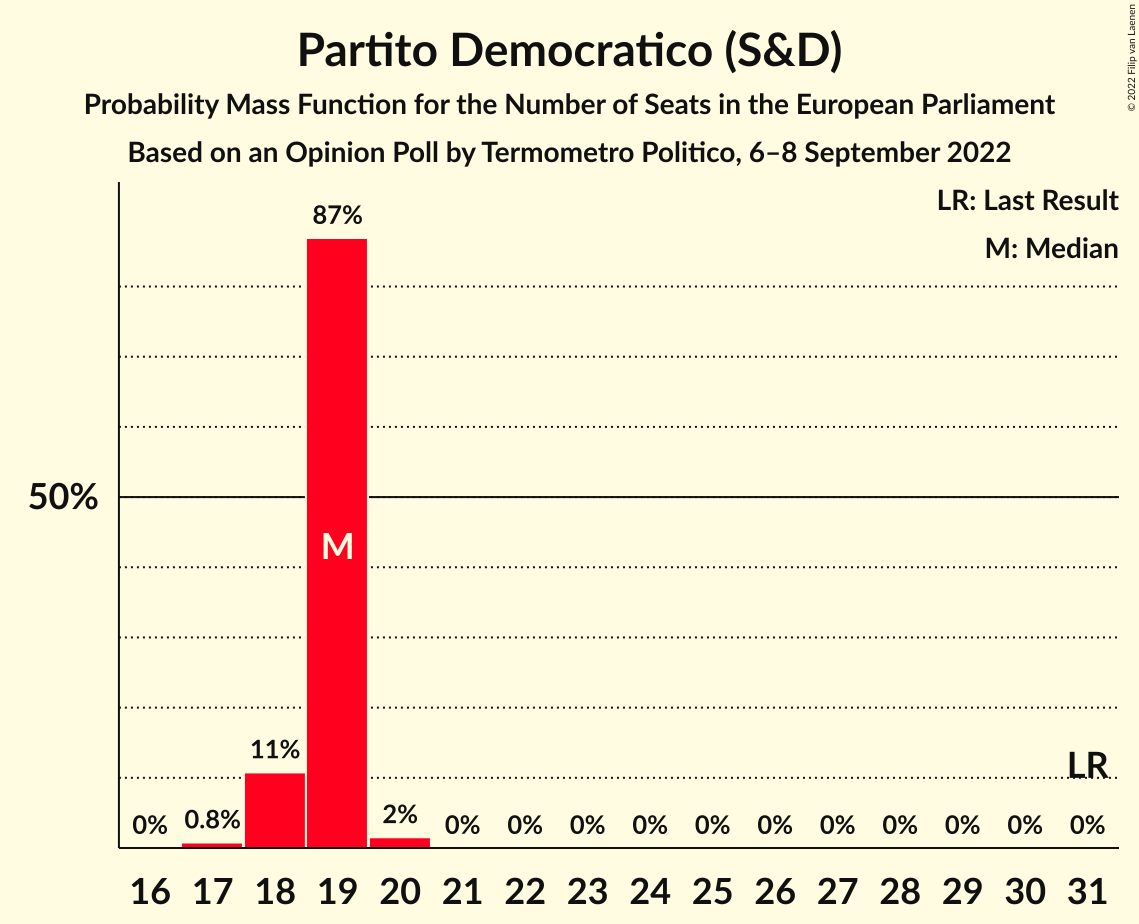 Partito Democratico (S&D)
Probability Mass Function for the Number of Seats in the European Parliament
Based on an Opinion Poll by Termometro Politico, 6–8 September 2022
© 2022 Filip van Laenen
LR: Last Result
M: Median
87%
50%
M
LR
11%
0% 0.8% 2% 0% 0% 0% 0% 0% 0% 0% 0% 0% 0% 0%
16 17 18 19 20 21 22 23 24 25 26 27 28 29 30 31